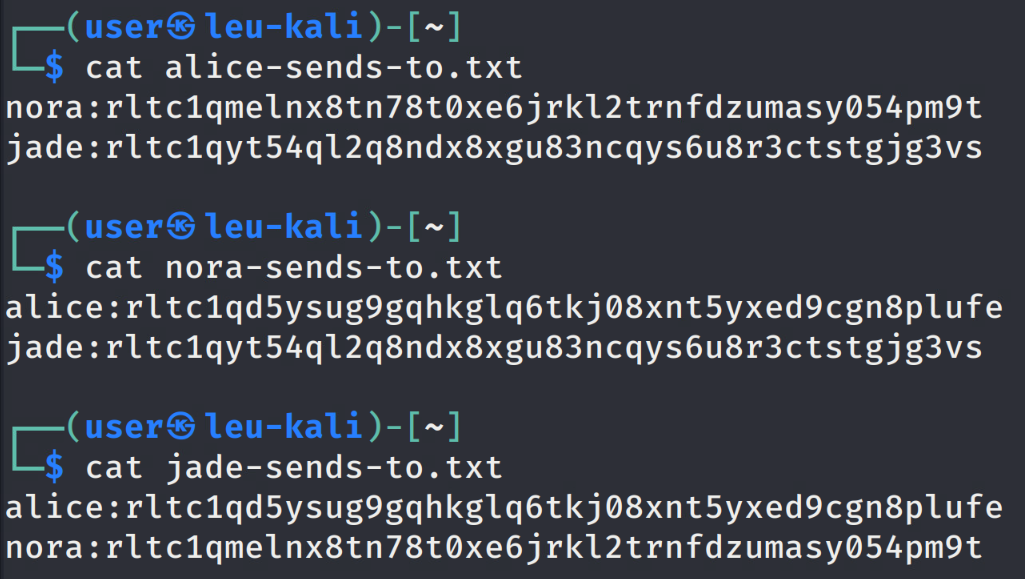 ┌──(user㉿leu-kali)-[~]
└─$ cat alice-sends-to.txt
nora:rltc1qmelnx8tn78t0xe6jrkl2trnfdzumasy054pm9t
jade:rltc1qyt54ql2q8ndx8xgu83ncqys6u8r3ctstgjg3vs

┌──(user㉿leu-kali)-[~]
└─$ cat nora-sends-to.txt
alice:rltc1qd5ysug9gqhkglq6tkj08xnt5yxed9cgn8plufe
jade:rltc1qyt54ql2q8ndx8xgu83ncqys6u8r3ctstgjg3vs

┌──(user㉿leu-kali)-[~]
└─$ cat jade-sends-to.txt
alice:rltc1qd5ysug9gqhkglq6tkj08xnt5yxed9cgn8plufe
nora:rltc1qmelnx8tn78t0xe6jrkl2trnfdzumasy054pm9t